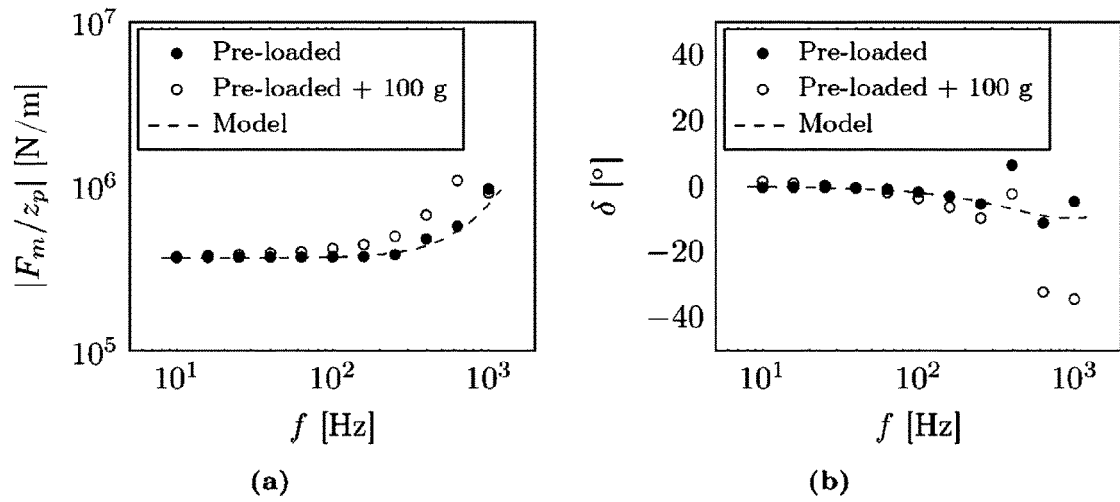 10^7
Pre-loaded
Pre-loaded + 100 g
Model
10^6
10^5
|F_m/z_p| [N/m]
10^1 10^2 10^3
f [Hz]
(a)
Pre-loaded
Pre-loaded + 100 g
Model
40
20
0
−20
−40
δ [°]
10^1 10^2 10^3
f [Hz]
(b)